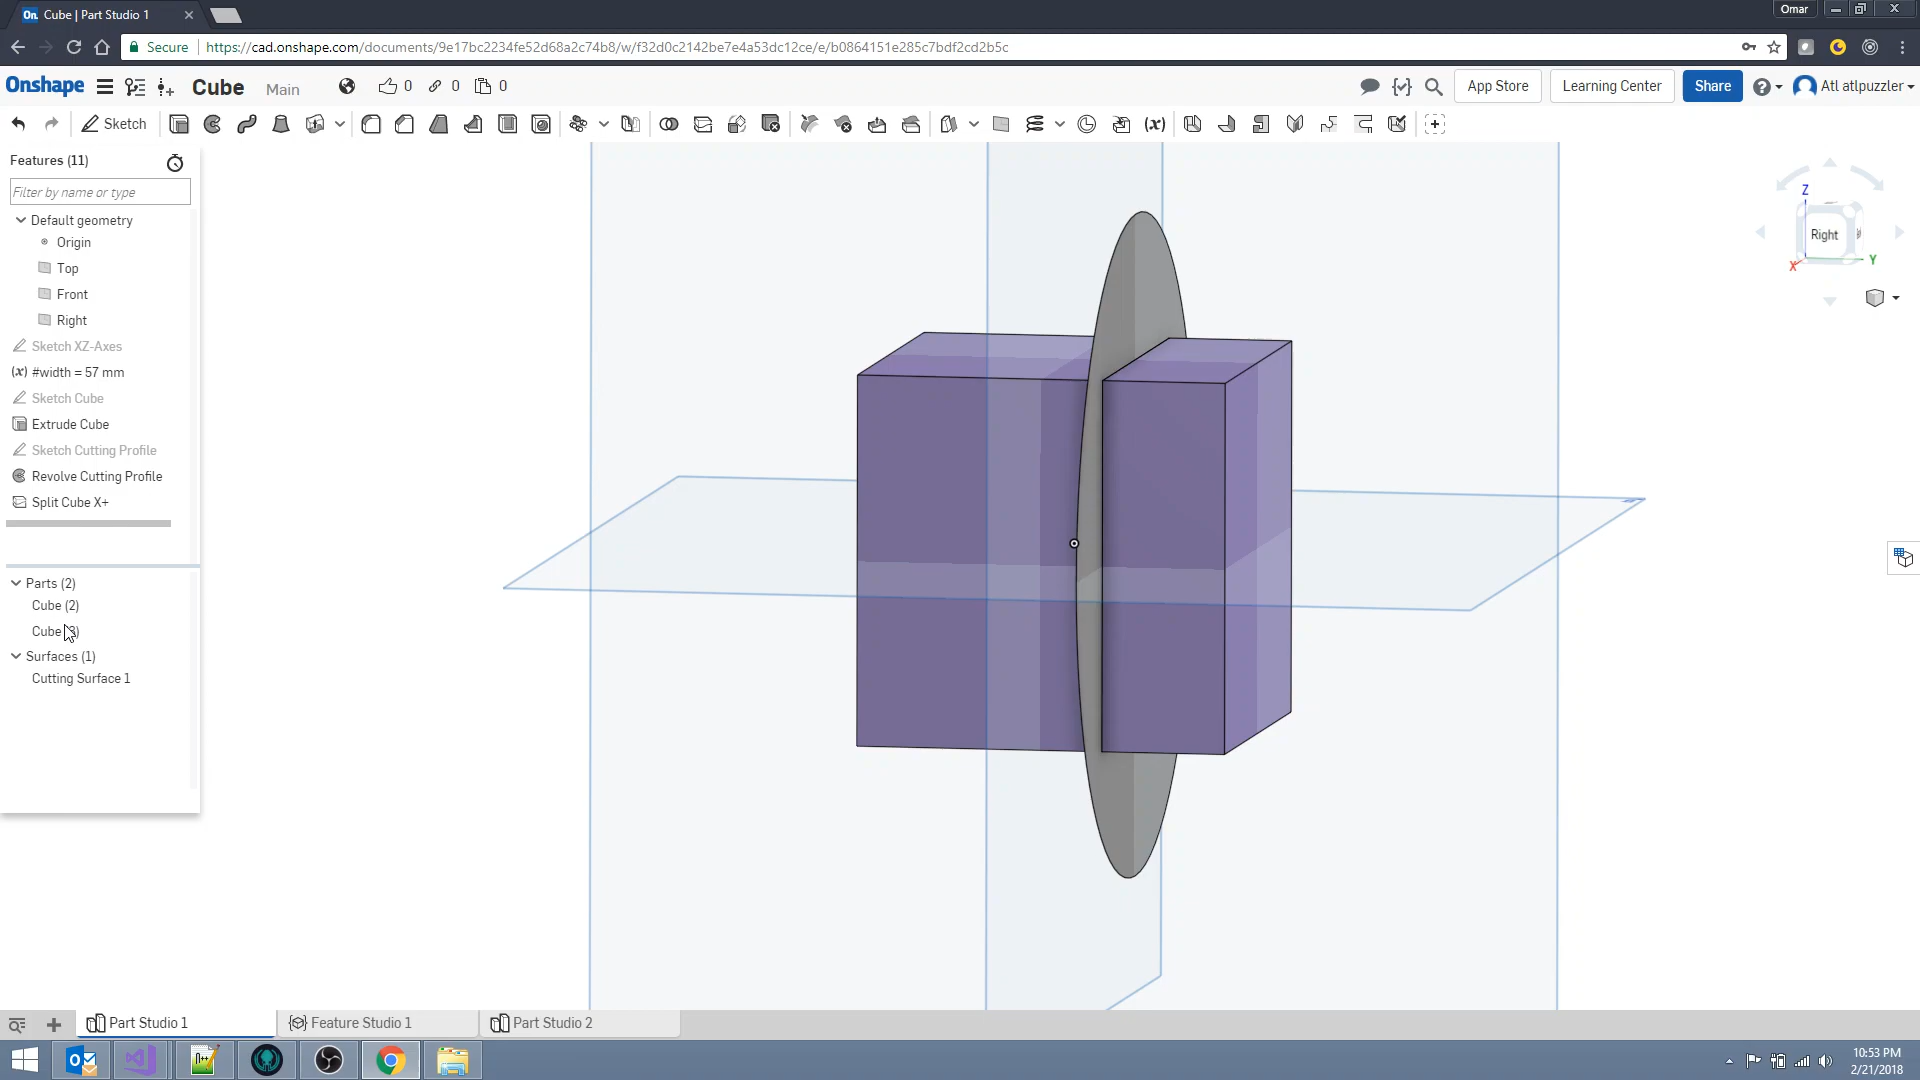 Cube | Part Studio 1
Omar
Secure https://cad.onshape.com/documents/9e17bc2234fe52d68a2c74b8/w/f32d0c2142be7e4a53dc12ce/e/b0864151e285c7bdf2cd2b5c
Onshape Cube Main 0 0 0 App Store Learning Center Share Atl atlpuzzler
Sketch (x)
Features (11)
Filter by name or type
Default geometry
Origin
Top
Front
Right
Sketch XZ-Axes
(x) #width = 57 mm
Sketch Cube
Extrude Cube
Sketch Cutting Profile
Revolve Cutting Profile
Split Cube X+
Parts (2)
Cube (2)
Cube
Surfaces (1)
Cutting Surface 1
Z
Right
X
Y
Part Studio 1 Feature Studio 1 Part Studio 2
10:53 PM
2/21/2018